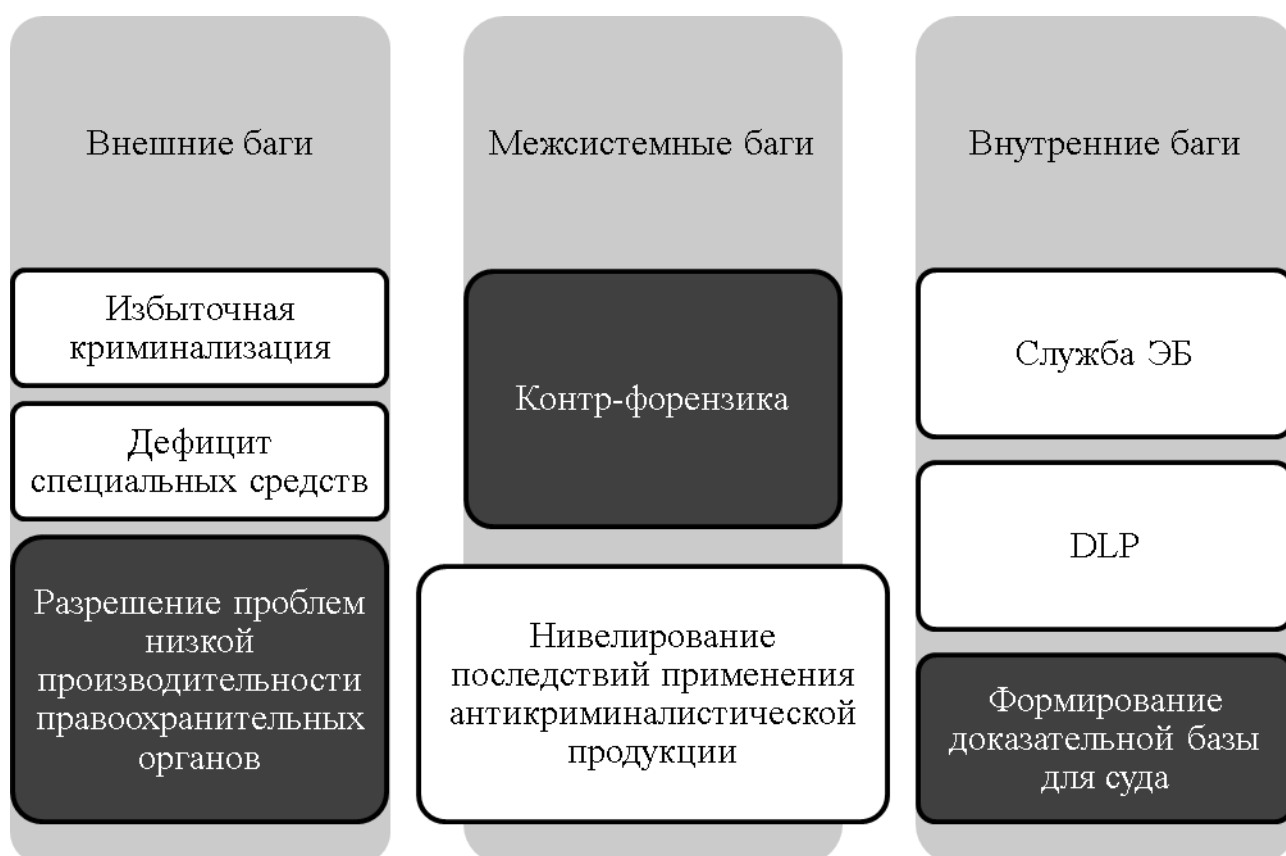 Внешние баги
Избыточная
криминализация
Дефицит
специальных средств
Разрешение проблем
низкой
производительности
правоохранительных
органов
Межсистемные баги
Контр-форензика
Нивелирование
последствий применения
антикриминалистической
продукции
Внутренние баги
Служба ЭБ
DLP
Формирование
доказательной базы
для суда